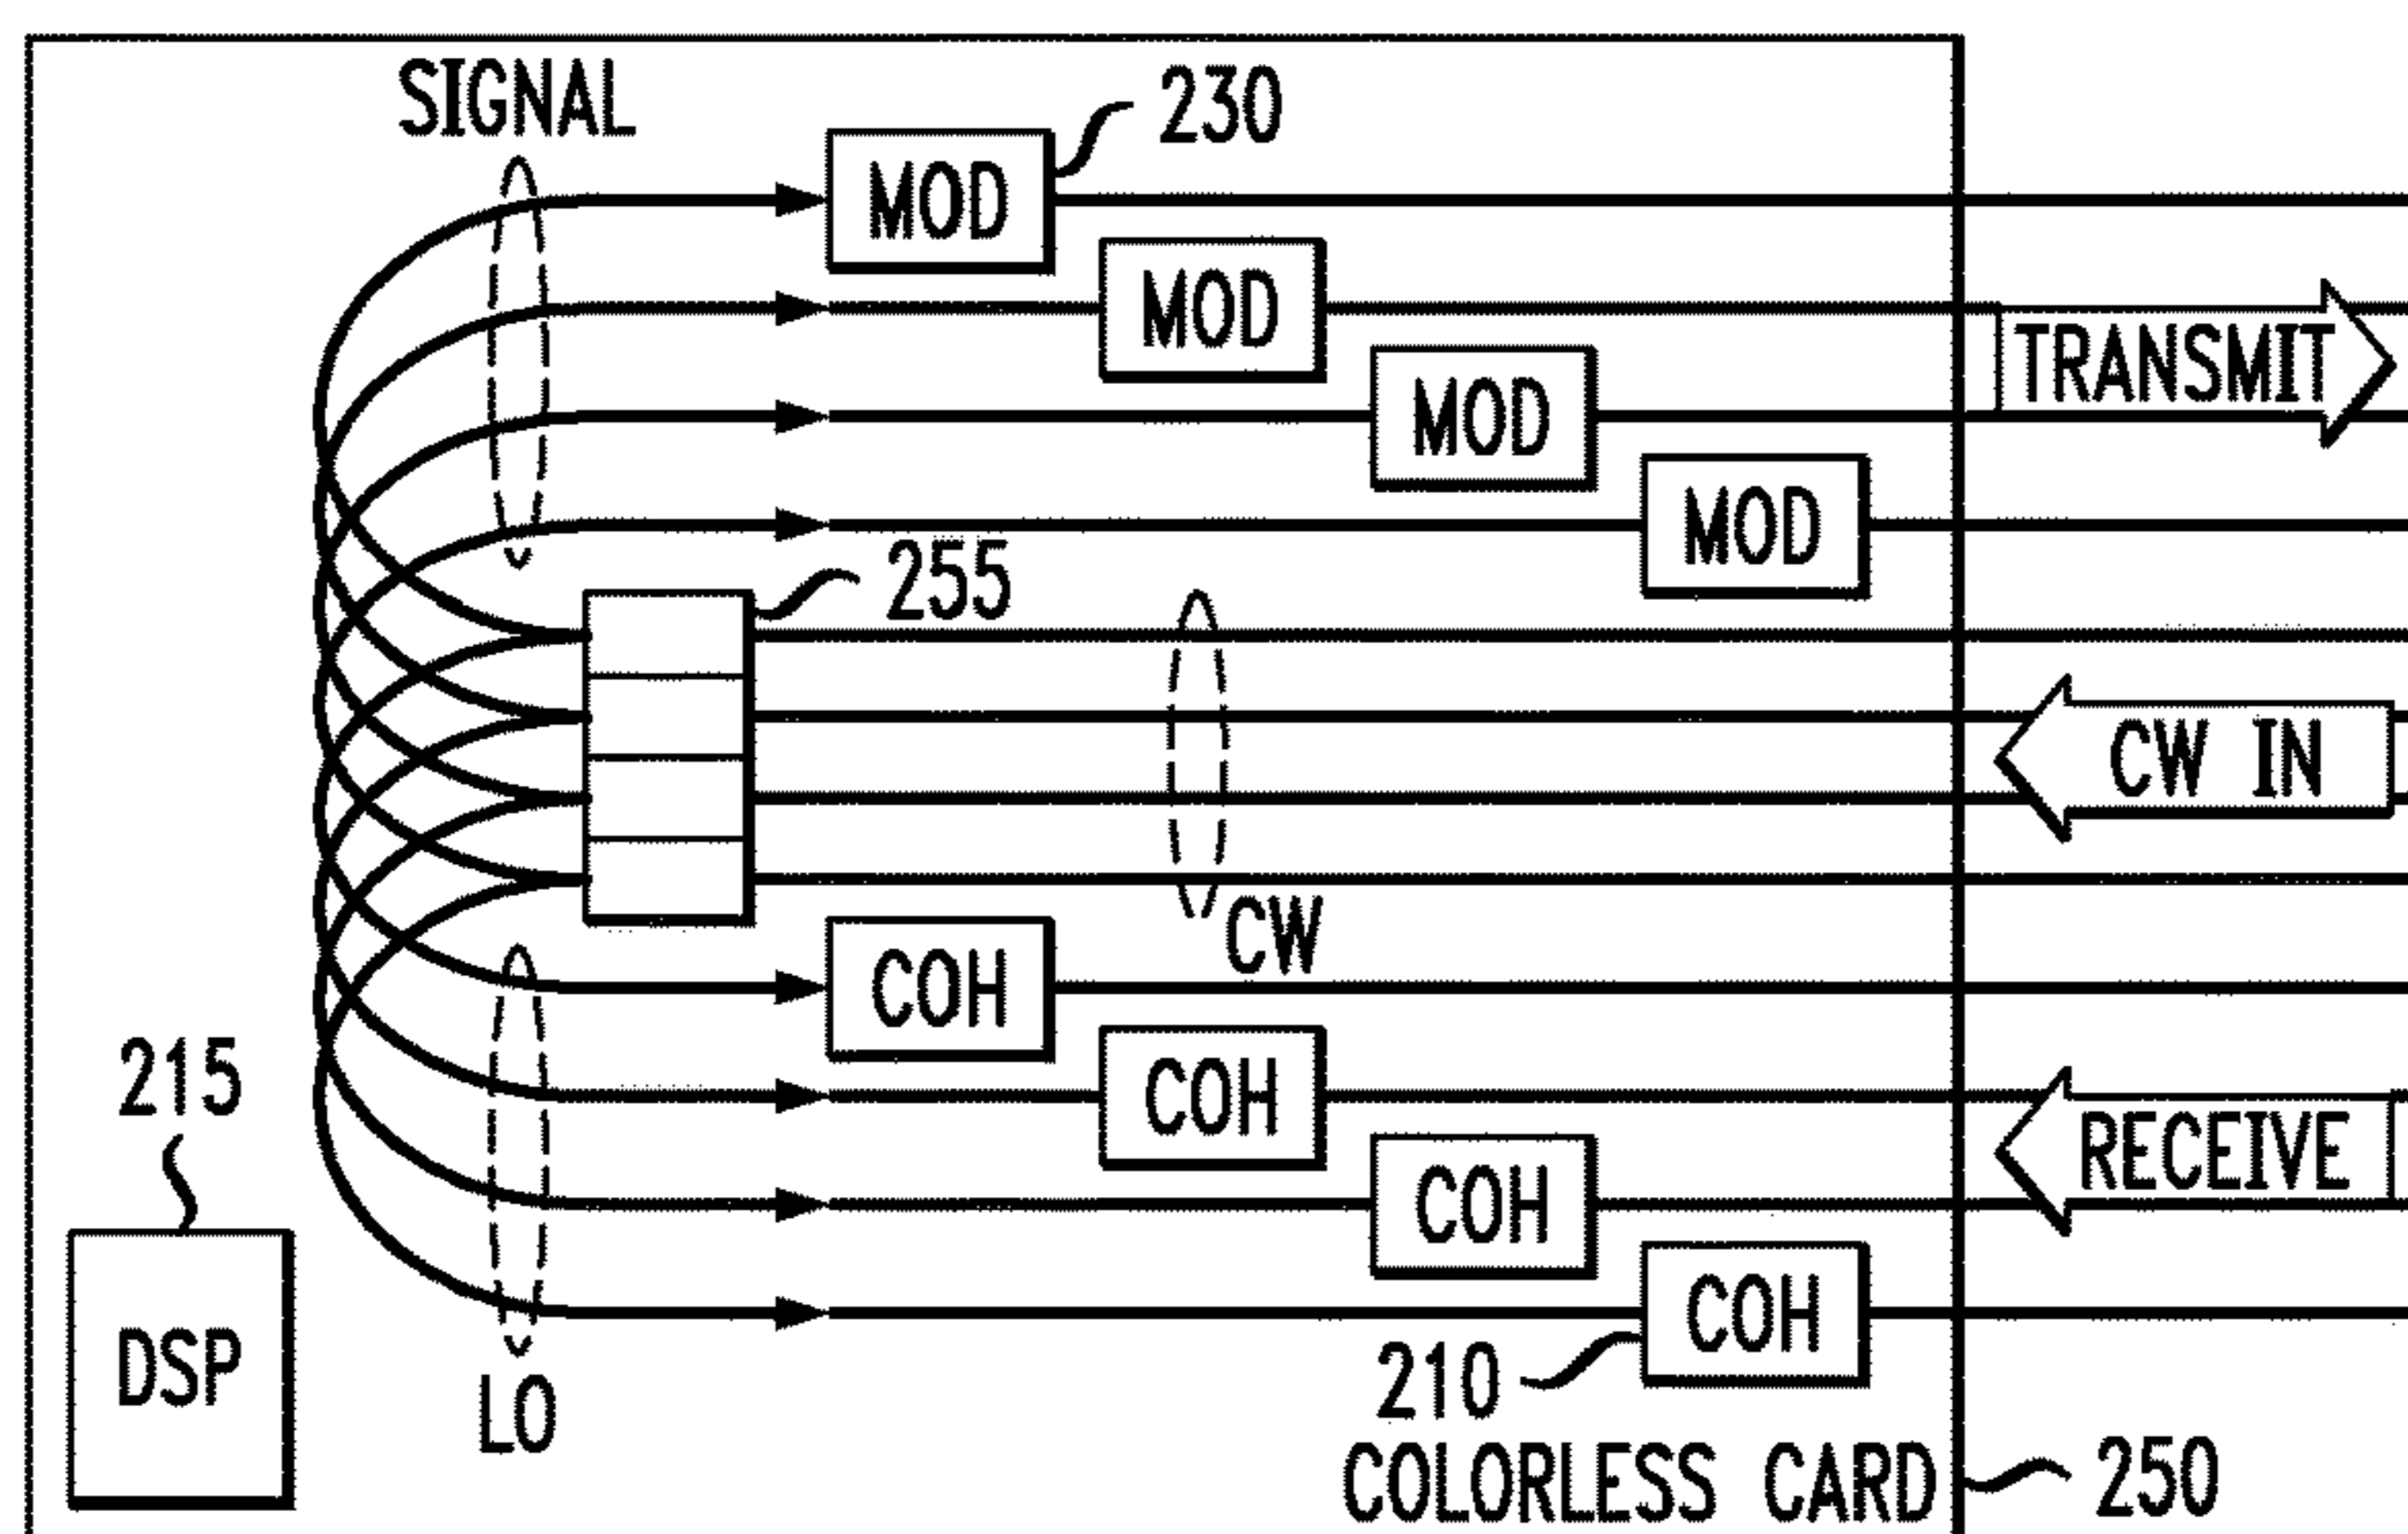 SIGNAL
230
MOD
MOD
TRANSMIT
MOD
MOD
255
CW IN
CW
COH
215
COH
RECEIVE
COH
COH
DSP
210
LO
COLORLESS CARD
250